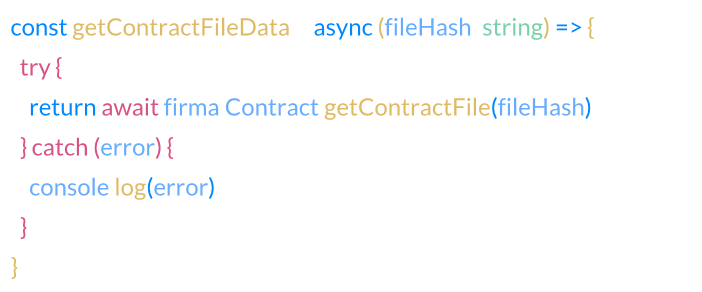 const getContractFileData async (fileHash string) => {
try {
return await firma Contract getContractFile(fileHash)
} catch (error) {
console log(error)
}
}